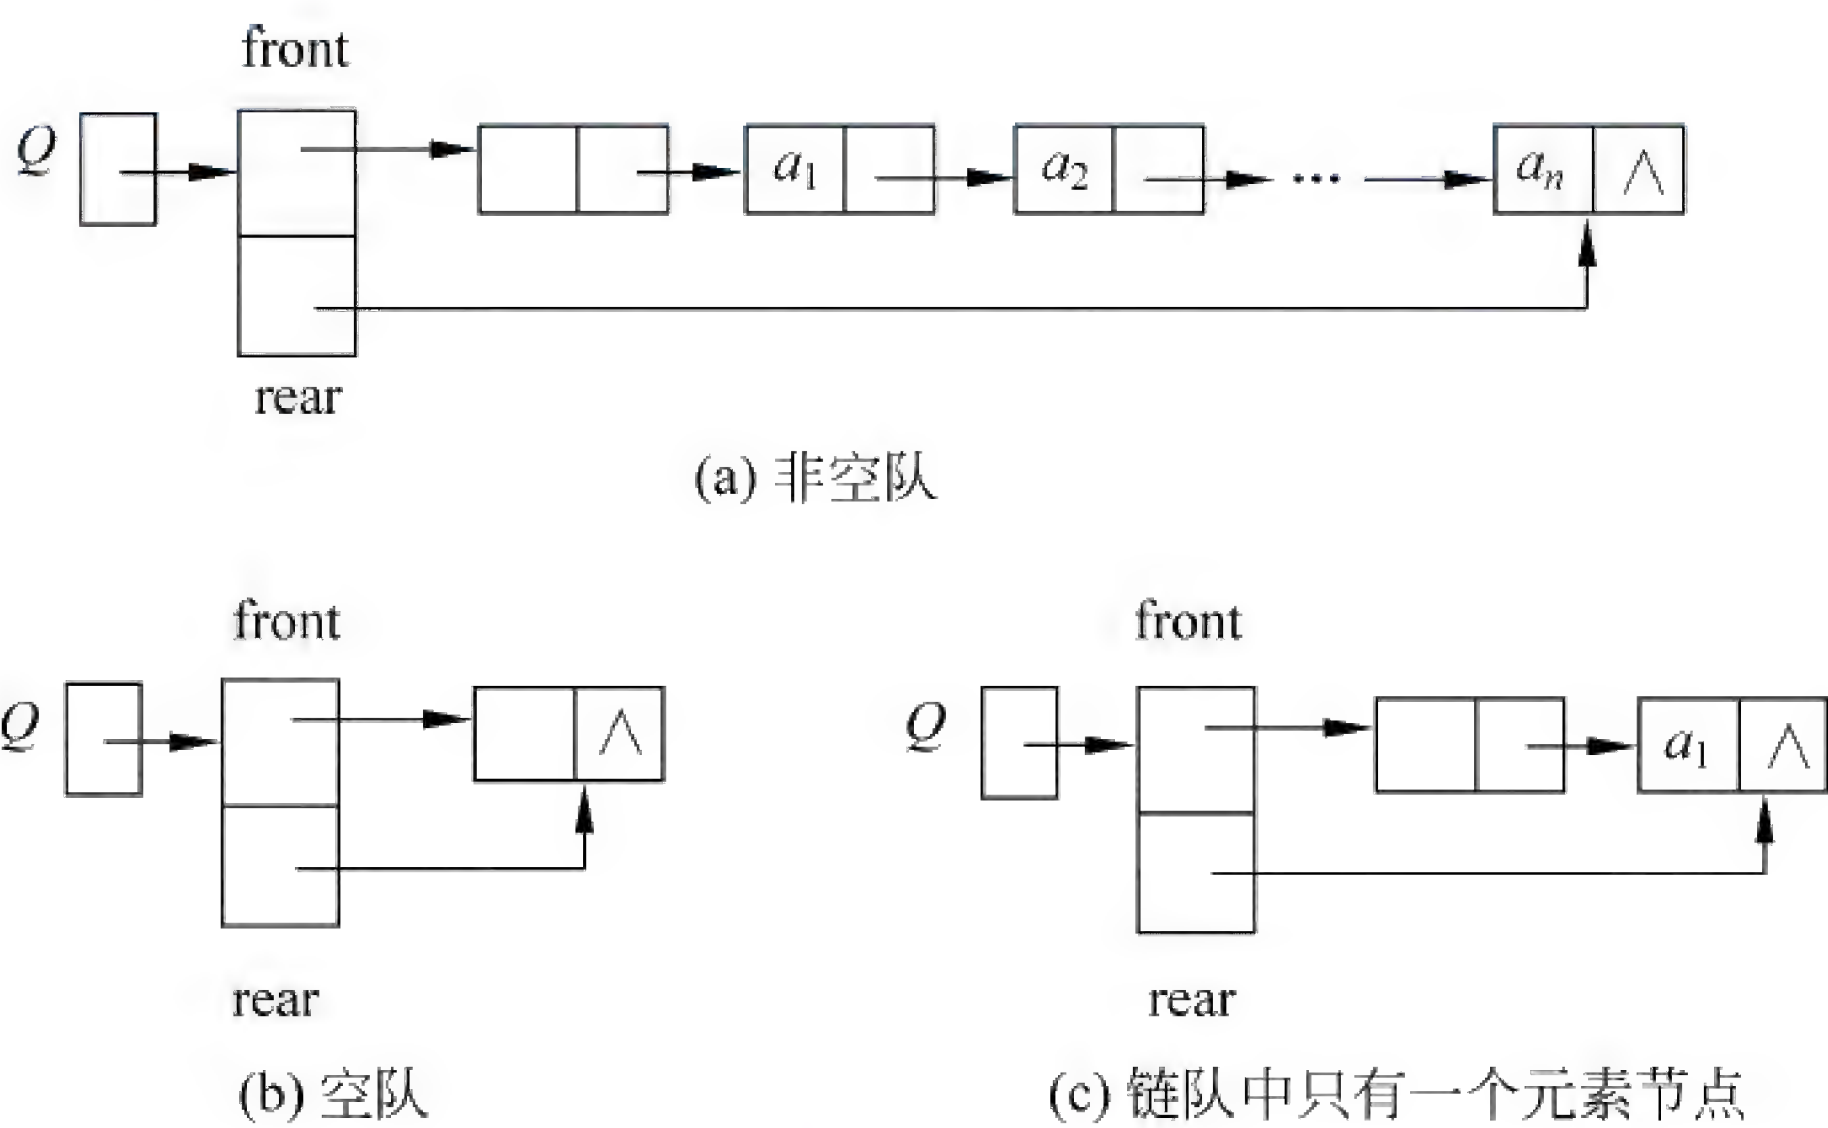 front
Q a1 a2 ··· an ∧
rear
(a) 非空队
front front
Q ∧ Q a1 ∧
rear rear
(b) 空队 (c) 链队中只有一个元素节点